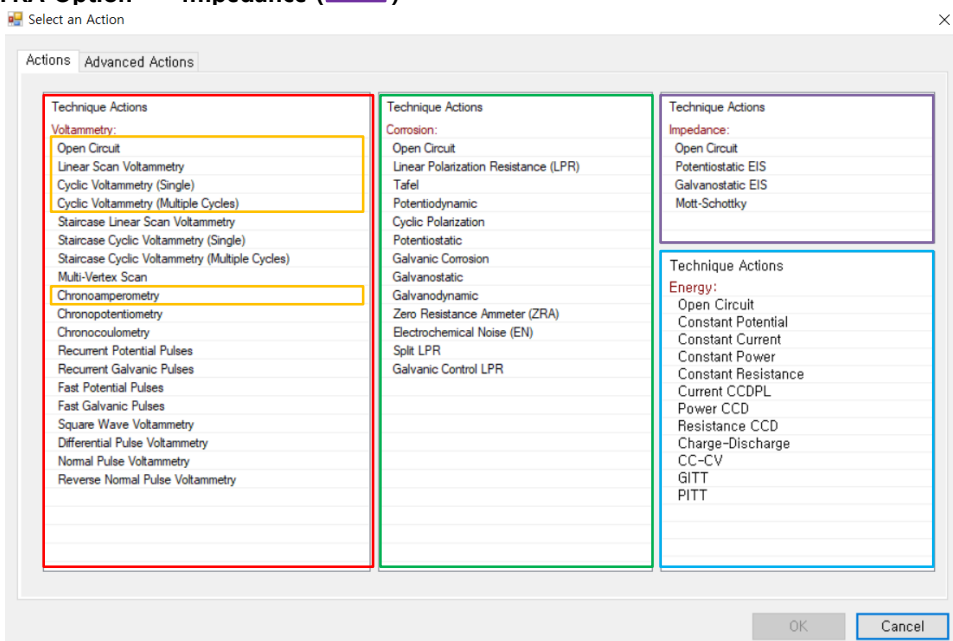 FRA Option Impedance ( )
Select an Action
Actions Advanced Actions
Technique Actions
Voltammetry:
Open Circuit
Linear Scan Voltammetry
Cyclic Voltammetry (Single)
Cyclic Voltammetry (Multiple Cycles)
Staircase Linear Scan Voltammetry
Staircase Cyclic Voltammetry (Single)
Staircase Cyclic Voltammetry (Multiple Cycles)
Multi-Vertex Scan
Chronoamperometry
Chronopotentiometry
Chronocoulometry
Recurrent Potential Pulses
Recurrent Galvanic Pulses
Fast Potential Pulses
Fast Galvanic Pulses
Square Wave Voltammetry
Differential Pulse Voltammetry
Normal Pulse Voltammetry
Reverse Normal Pulse Voltammetry
Technique Actions
Corrosion:
Open Circuit
Linear Polarization Resistance (LPR)
Tafel
Potentiodynamic
Cyclic Polarization
Potentiostatic
Galvanic Corrosion
Galvanostatic
Galvanodynamic
Zero Resistance Ammeter (ZRA)
Electrochemical Noise (EN)
Split LPR
Galvanic Control LPR
Technique Actions
Impedance:
Open Circuit
Potentiostatic EIS
Galvanostatic EIS
Mott-Schottky
Technique Actions
Energy:
Open Circuit
Constant Potential
Constant Current
Constant Power
Constant Resistance
Current CCDPL
Power CCD
Resistance CCD
Charge-Discharge
CC-CV
GITT
PITT
OK Cancel